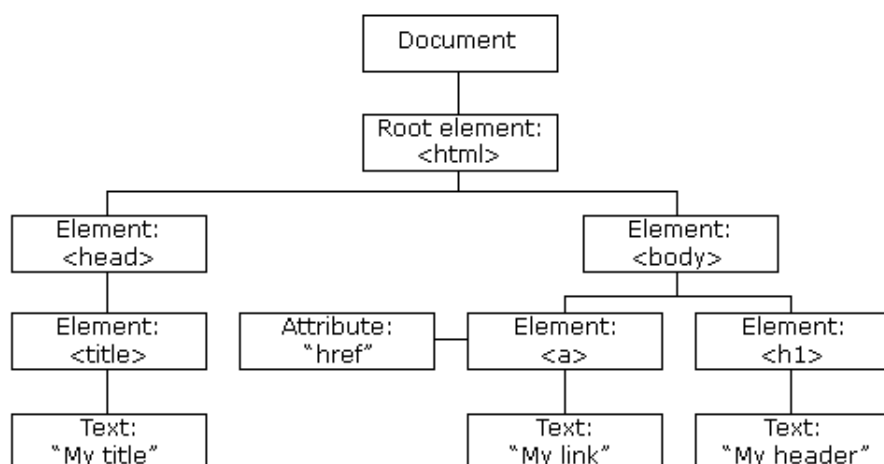 Document
Root element:
<html>
Element:
<head>
Element:
<body>
Element:
<title>
Attribute:
“href”
Element:
<a>
Element:
<h1>
Text:
“My title”
Text:
“My link”
Text:
“My header”